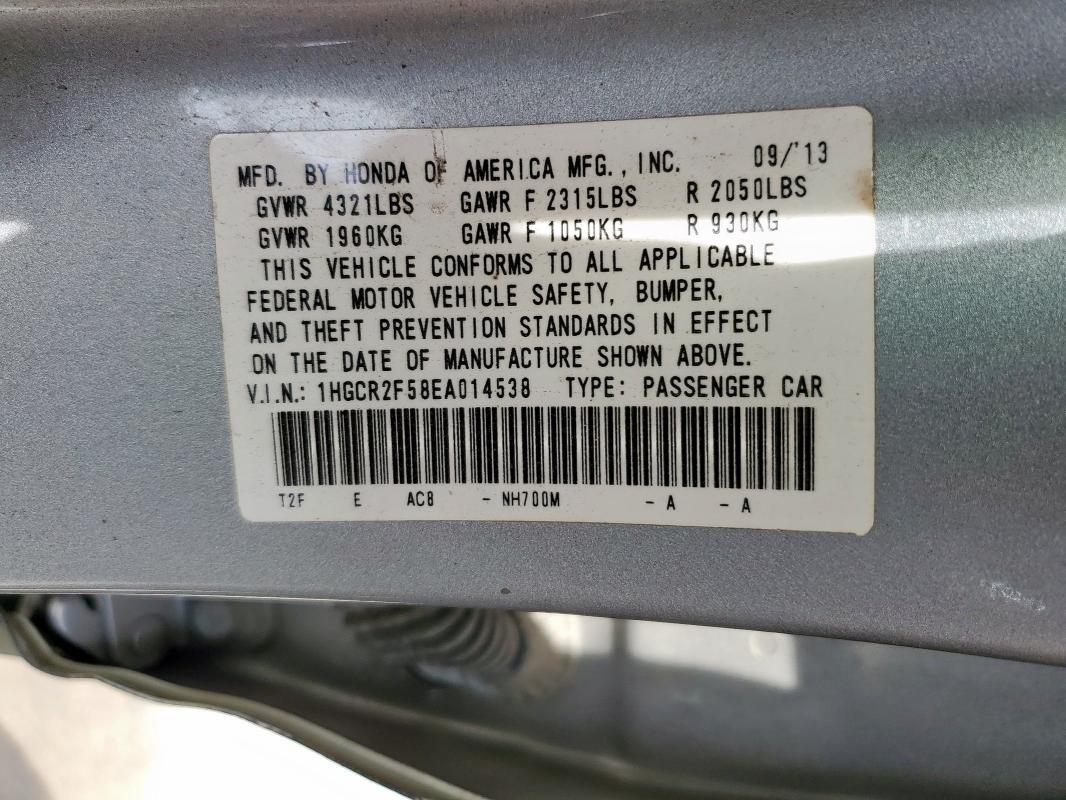 MFD. BY HONDA OF AMERICA MFG., INC. 09/'13
GVWR 4321LBS GAWR F 2315LBS R 2050LBS
GVWR 1960KG GAWR F 1050KG R 930KG
THIS VEHICLE CONFORMS TO ALL APPLICABLE
FEDERAL MOTOR VEHICLE SAFETY, BUMPER,
AND THEFT PREVENTION STANDARDS IN EFFECT
ON THE DATE OF MANUFACTURE SHOWN ABOVE.
V.I.N.: 1HGCR2F58EA014538 TYPE: PASSENGER CAR
T2F E AC8 - NH700M - A - A